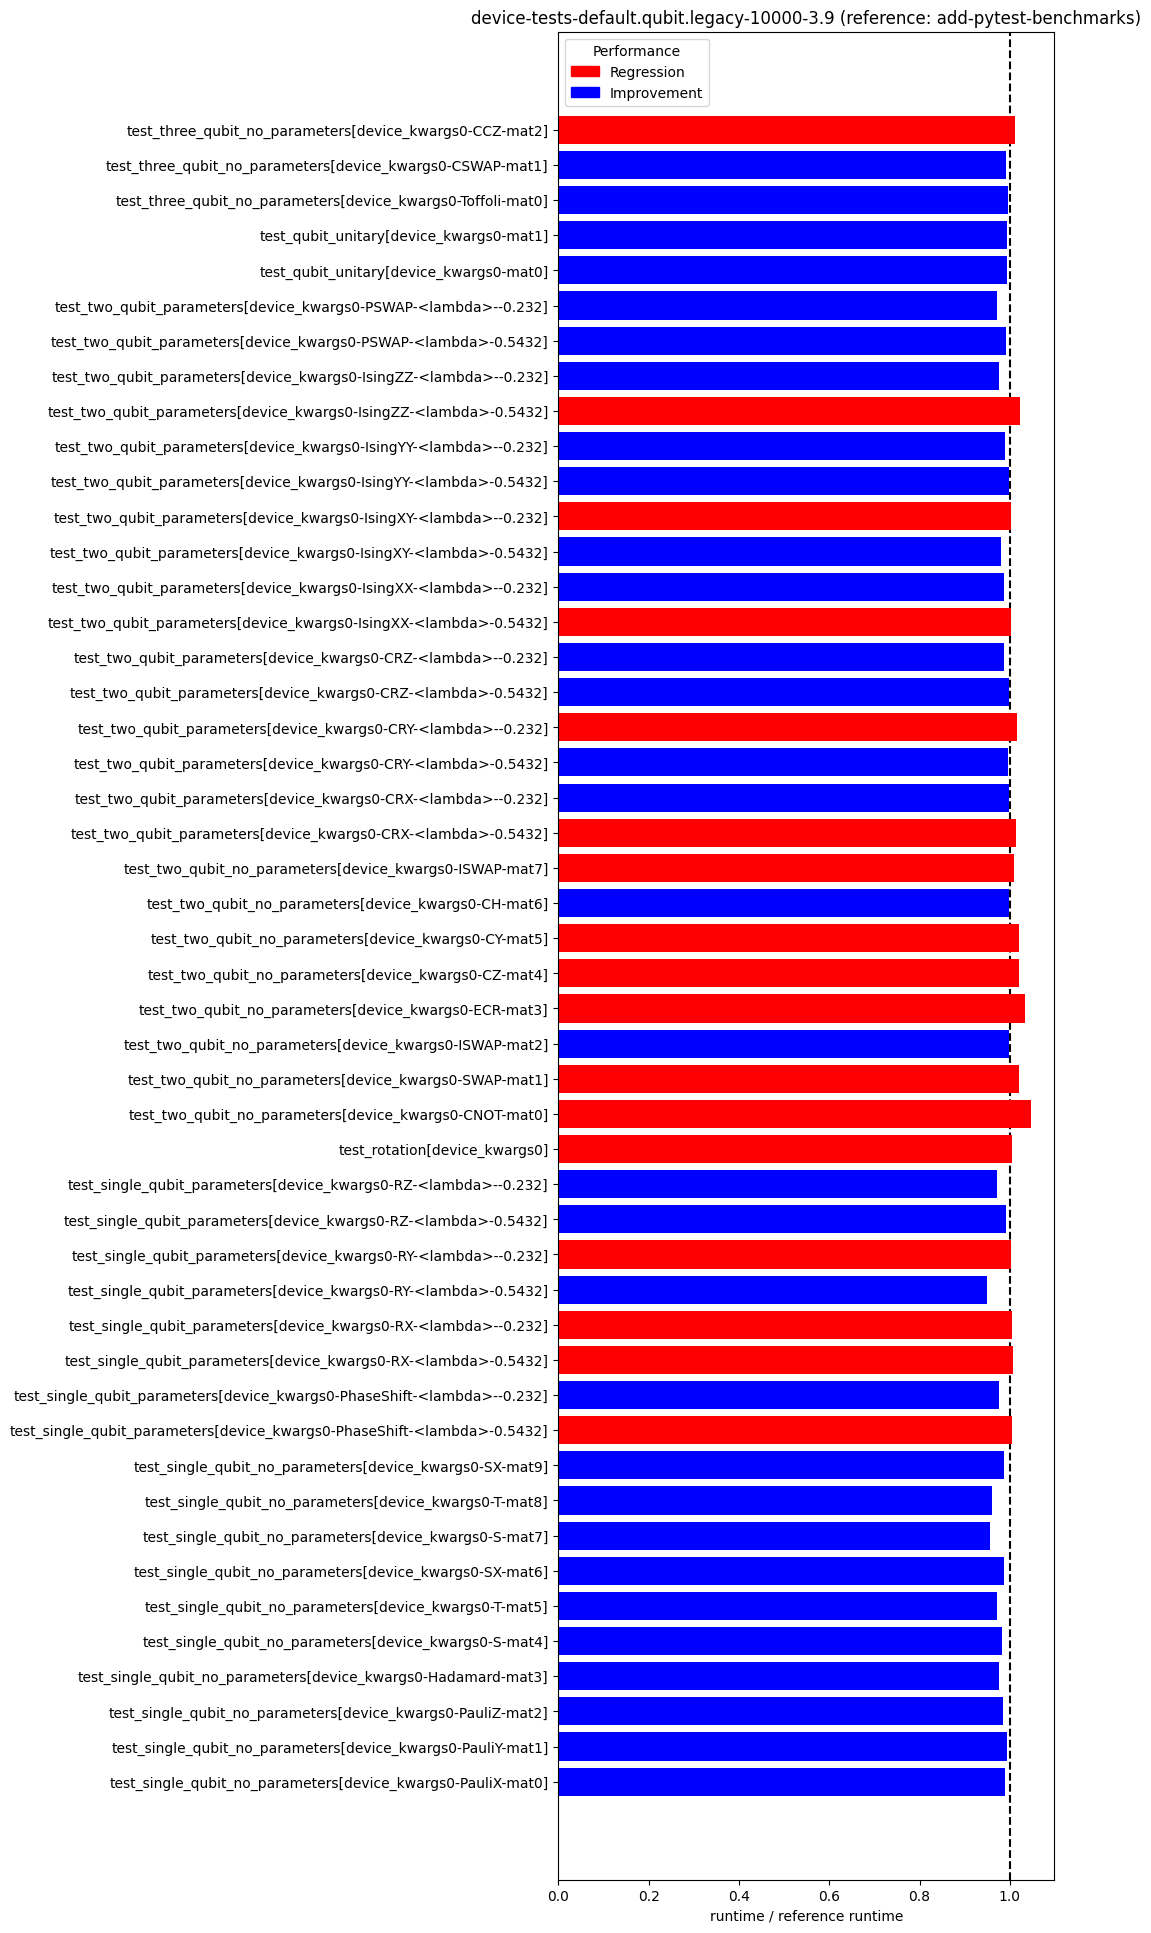 device-tests-default.qubit.legacy-10000-3.9 (reference: add-pytest-benchmarks)
Performance
Regression
Improvement
test_three_qubit_no_parameters[device_kwargs0-CCZ-mat2]
test_three_qubit_no_parameters[device_kwargs0-CSWAP-mat1]
test_three_qubit_no_parameters[device_kwargs0-Toffoli-mat0]
test_qubit_unitary[device_kwargs0-mat1]
test_qubit_unitary[device_kwargs0-mat0]
test_two_qubit_parameters[device_kwargs0-PSWAP-<lambda>--0.232]
test_two_qubit_parameters[device_kwargs0-PSWAP-<lambda>-0.5432]
test_two_qubit_parameters[device_kwargs0-IsingZZ-<lambda>--0.232]
test_two_qubit_parameters[device_kwargs0-IsingZZ-<lambda>-0.5432]
test_two_qubit_parameters[device_kwargs0-IsingYY-<lambda>--0.232]
test_two_qubit_parameters[device_kwargs0-IsingYY-<lambda>-0.5432]
test_two_qubit_parameters[device_kwargs0-IsingXY-<lambda>--0.232]
test_two_qubit_parameters[device_kwargs0-IsingXY-<lambda>-0.5432]
test_two_qubit_parameters[device_kwargs0-IsingXX-<lambda>--0.232]
test_two_qubit_parameters[device_kwargs0-IsingXX-<lambda>-0.5432]
test_two_qubit_parameters[device_kwargs0-CRZ-<lambda>--0.232]
test_two_qubit_parameters[device_kwargs0-CRZ-<lambda>-0.5432]
test_two_qubit_parameters[device_kwargs0-CRY-<lambda>--0.232]
test_two_qubit_parameters[device_kwargs0-CRY-<lambda>-0.5432]
test_two_qubit_parameters[device_kwargs0-CRX-<lambda>--0.232]
test_two_qubit_parameters[device_kwargs0-CRX-<lambda>-0.5432]
test_two_qubit_no_parameters[device_kwargs0-ISWAP-mat7]
test_two_qubit_no_parameters[device_kwargs0-CH-mat6]
test_two_qubit_no_parameters[device_kwargs0-CY-mat5]
test_two_qubit_no_parameters[device_kwargs0-CZ-mat4]
test_two_qubit_no_parameters[device_kwargs0-ECR-mat3]
test_two_qubit_no_parameters[device_kwargs0-ISWAP-mat2]
test_two_qubit_no_parameters[device_kwargs0-SWAP-mat1]
test_two_qubit_no_parameters[device_kwargs0-CNOT-mat0]
test_rotation[device_kwargs0]
test_single_qubit_parameters[device_kwargs0-RZ-<lambda>--0.232]
test_single_qubit_parameters[device_kwargs0-RZ-<lambda>-0.5432]
test_single_qubit_parameters[device_kwargs0-RY-<lambda>--0.232]
test_single_qubit_parameters[device_kwargs0-RY-<lambda>-0.5432]
test_single_qubit_parameters[device_kwargs0-RX-<lambda>--0.232]
test_single_qubit_parameters[device_kwargs0-RX-<lambda>-0.5432]
test_single_qubit_parameters[device_kwargs0-PhaseShift-<lambda>--0.232]
test_single_qubit_parameters[device_kwargs0-PhaseShift-<lambda>-0.5432]
test_single_qubit_no_parameters[device_kwargs0-SX-mat9]
test_single_qubit_no_parameters[device_kwargs0-T-mat8]
test_single_qubit_no_parameters[device_kwargs0-S-mat7]
test_single_qubit_no_parameters[device_kwargs0-SX-mat6]
test_single_qubit_no_parameters[device_kwargs0-T-mat5]
test_single_qubit_no_parameters[device_kwargs0-S-mat4]
test_single_qubit_no_parameters[device_kwargs0-Hadamard-mat3]
test_single_qubit_no_parameters[device_kwargs0-PauliZ-mat2]
test_single_qubit_no_parameters[device_kwargs0-PauliY-mat1]
test_single_qubit_no_parameters[device_kwargs0-PauliX-mat0]
0.0 0.2 0.4 0.6 0.8 1.0
runtime / reference runtime